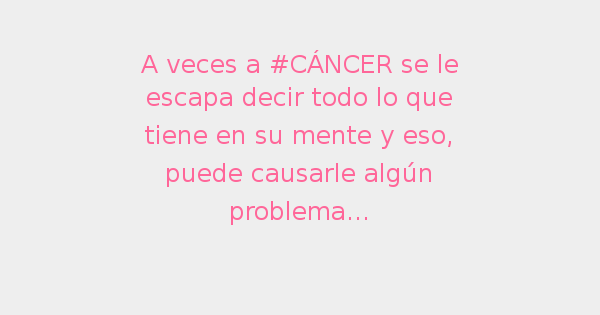 A veces a #CÁNCER se le
escapa decir todo lo que
tiene en su mente y eso,
puede causarle algún
problema...